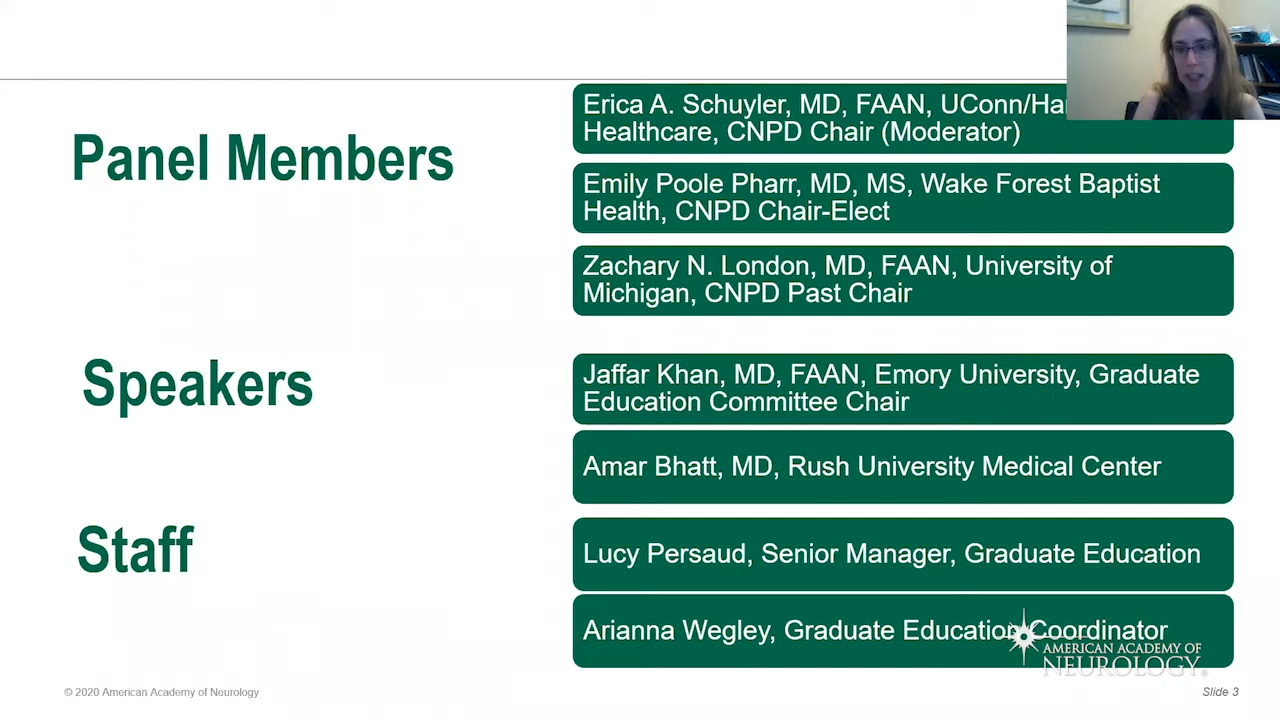 Panel Members
Erica A. Schuyler, MD, FAAN,
Healthcare, CNPD Chair (Moderator)
Emily Poole Pharr, MD, MS, Wake Forest Baptist
Health, CNPD Chair-Elect
Zachary N. London, MD, FAAN, University of
Michigan, CNPD Past Chair
Speakers
Jaffar Khan, MD, FAAN, Emory University, Graduate
Education Committee Chair
Amar Bhatt, MD, Rush University Medical Center
Staff
Lucy Persaud, Senior Manager, Graduate Education
Arianna Wegley, Graduate Education Coordinator
AMERICAN ACADEMY OF
NEUROLOGY®
© 2020 American Academy of Neurology
Slide 3